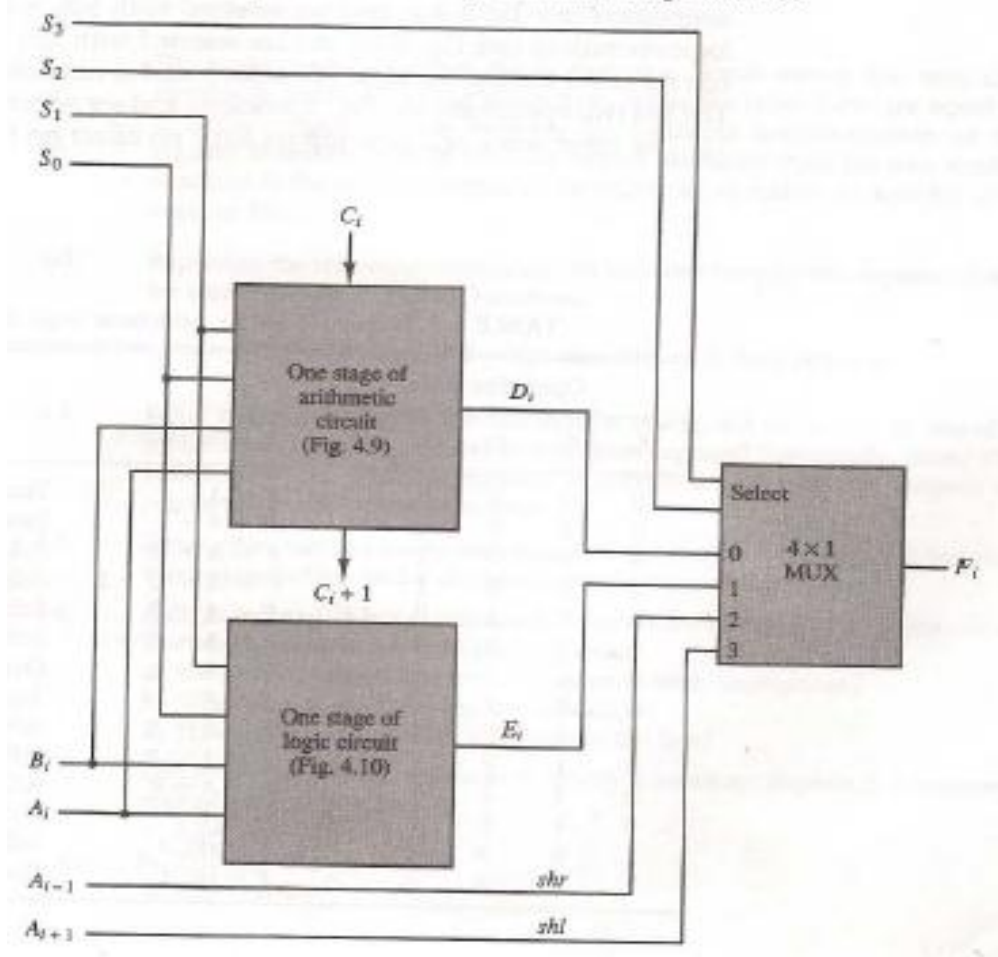 S₃
S₂
S₁
S₀
Cᵢ
One stage of
arithmetic
circuit
(Fig. 4.9)
Dᵢ
Select
0
1
2
3
4 × 1
MUX
Fᵢ
Cᵢ + 1
One stage of
logic circuit
(Fig. 4.10)
Eᵢ
Bᵢ
Aᵢ
Aᵢ₋₁
shr
Aᵢ₊₁
shl